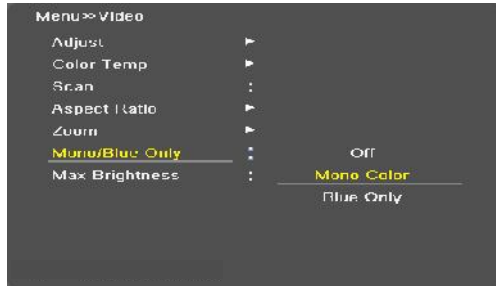 Menu»Video
Adjust ►
Color Temp ►
Scan :
Aspect Ratio ►
Zoom ►
Mono/Blue Only : Off
Max Brightness : Mono Color
Blue Only